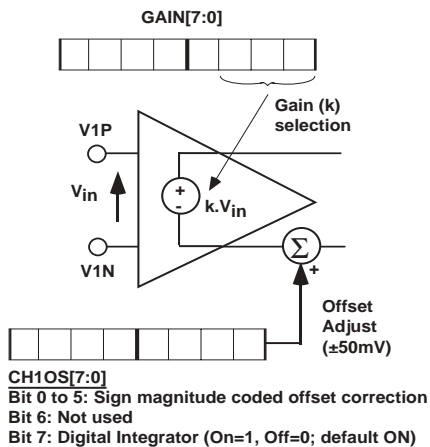 GAIN[7:0]
Gain (k)
selection
V1P
Vin
+
-
k.Vin
V1N
Σ
+
Offset
Adjust
(±50mV)
CH1OS[7:0]
Bit 0 to 5: Sign magnitude coded offset correction
Bit 6: Not used
Bit 7: Digital Integrator (On=1, Off=0; default ON)